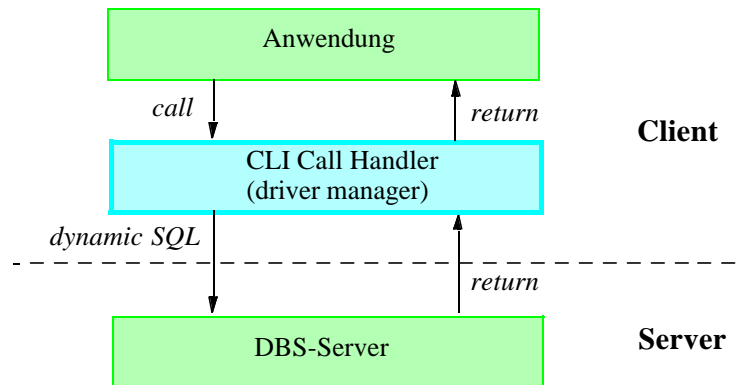 Anwendung
call
return
Client
CLI Call Handler
(driver manager)
dynamic SQL
return
DBS-Server
Server